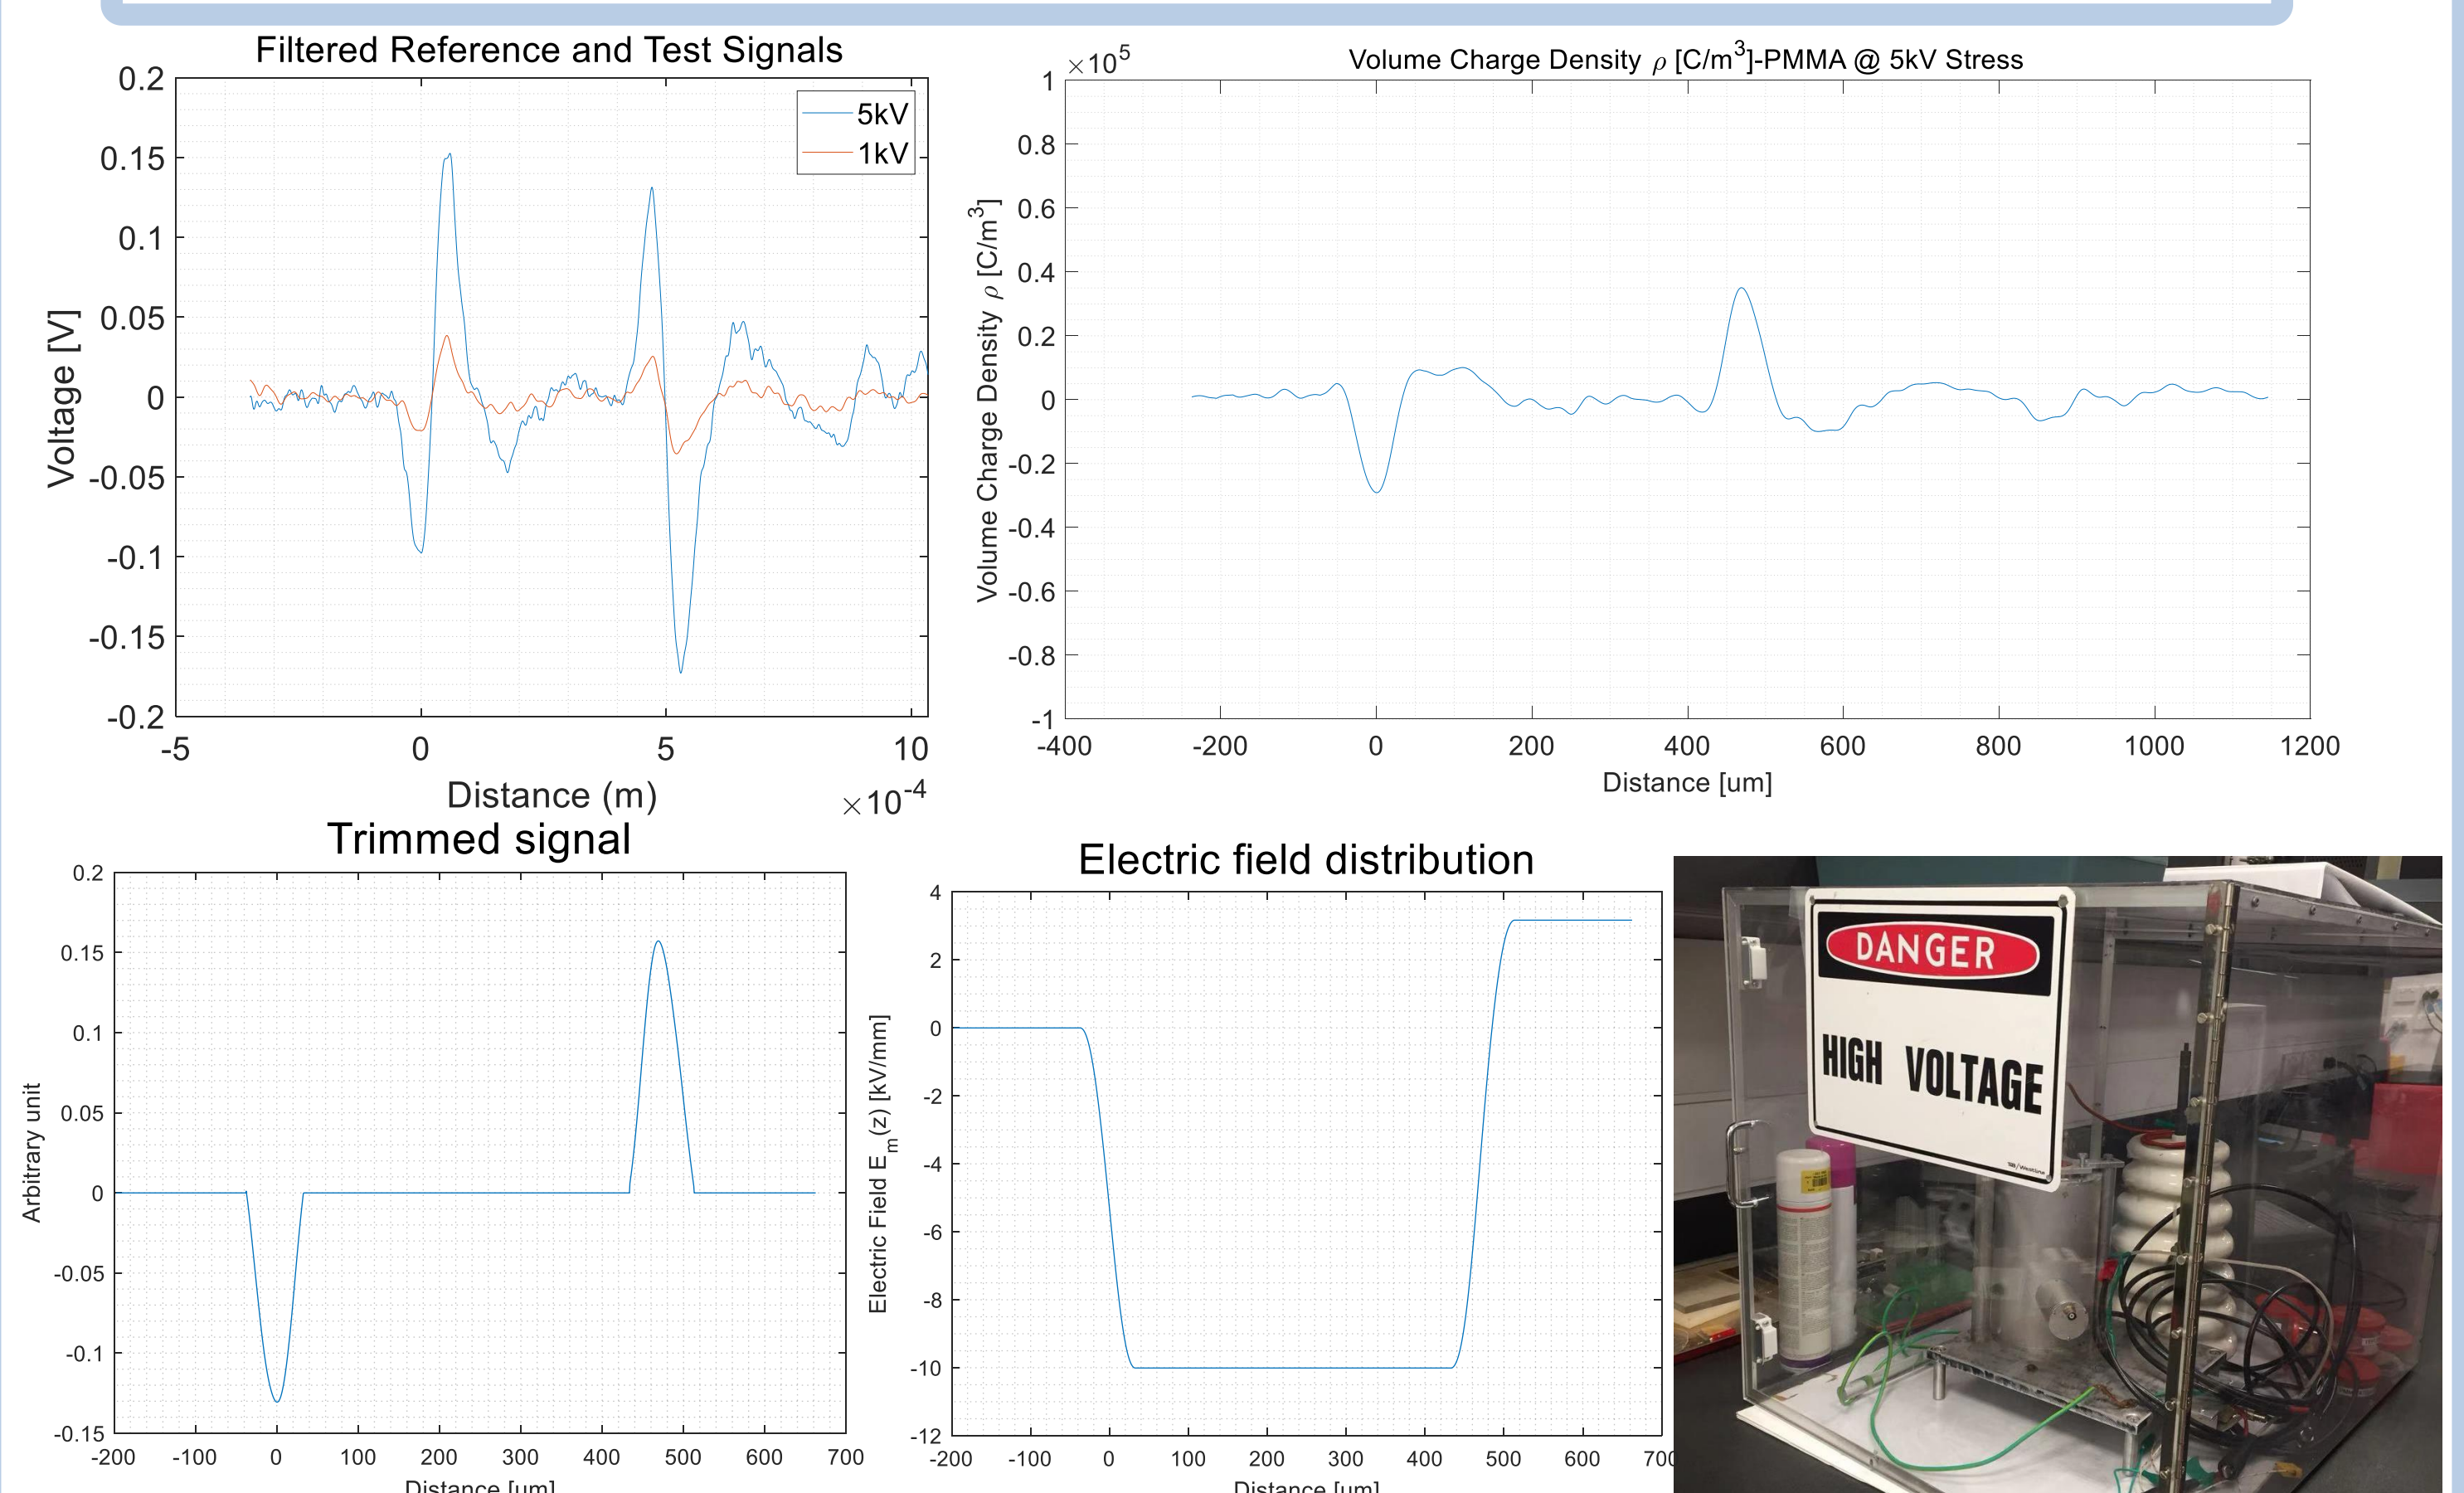 Filtered Reference and Test Signals
0.2
0.15
0.1
0.05
0
-0.05
-0.1
-0.15
-0.2
Voltage [V]
5kV
1kV
-5 0 5 10
Distance (m)
×10-4
Volume Charge Density ρ [C/m3]-PMMA @ 5kV Stress
×105
1
0.8
0.6
0.4
0.2
0
-0.2
-0.4
-0.6
-0.8
-1
Volume Charge Density ρ [C/m3]
-400 -200 0 200 400 600 800 1000 1200
Distance [um]
Trimmed signal
0.2
0.15
0.1
0.05
0
-0.05
-0.1
-0.15
Arbitrary unit
-200 -100 0 100 200 300 400 500 600 700
Distance [um]
Electric field distribution
4
2
0
-2
-4
-6
-8
-10
-12
Electric Field Em(z) [kV/mm]
-200 -100 0 100 200 300 400 500 600 700
Distance [um]
DANGER
HIGH VOLTAGE